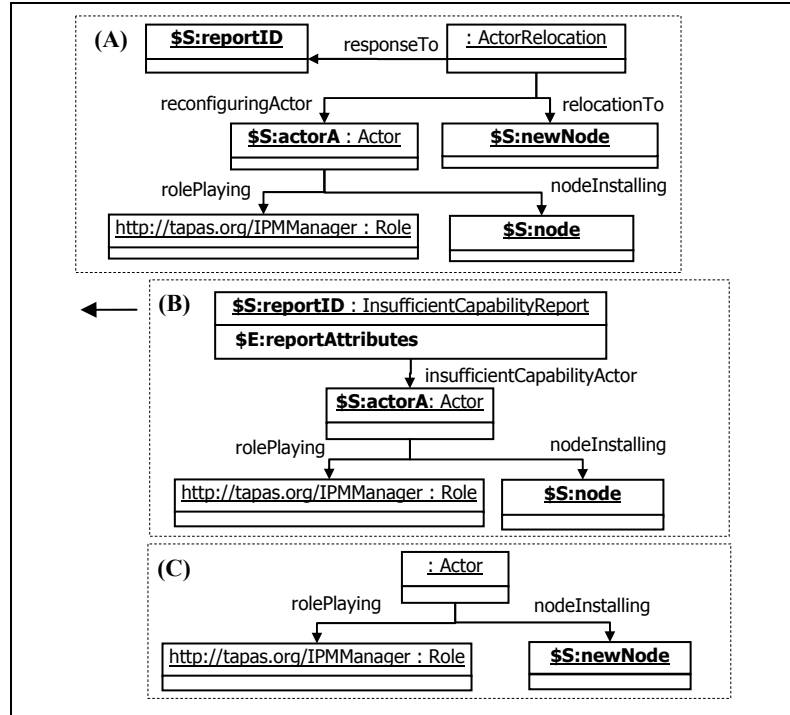 (A)
$S:reportID
responseTo
: ActorRelocation
reconfiguringActor
relocationTo
$S:actorA : Actor
$S:newNode
rolePlaying
nodeInstalling
http://tapas.org/IPMManager : Role
$S:node
(B)
$S:reportID : InsufficientCapabilityReport
$E:reportAttributes
insufficientCapabilityActor
$S:actorA: Actor
rolePlaying
nodeInstalling
http://tapas.org/IPMManager : Role
$S:node
(C)
: Actor
rolePlaying
nodeInstalling
http://tapas.org/IPMManager : Role
$S:newNode